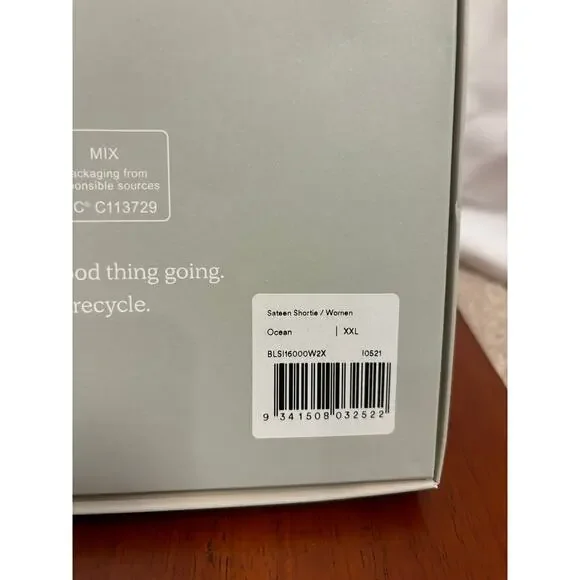 MIX
ackaging from
ponsible sources
C® C113729
od thing going.
recycle.
Sateen Shortie / Women
Ocean | XXL
BLSI16000W2X I0521
9 341508 032522